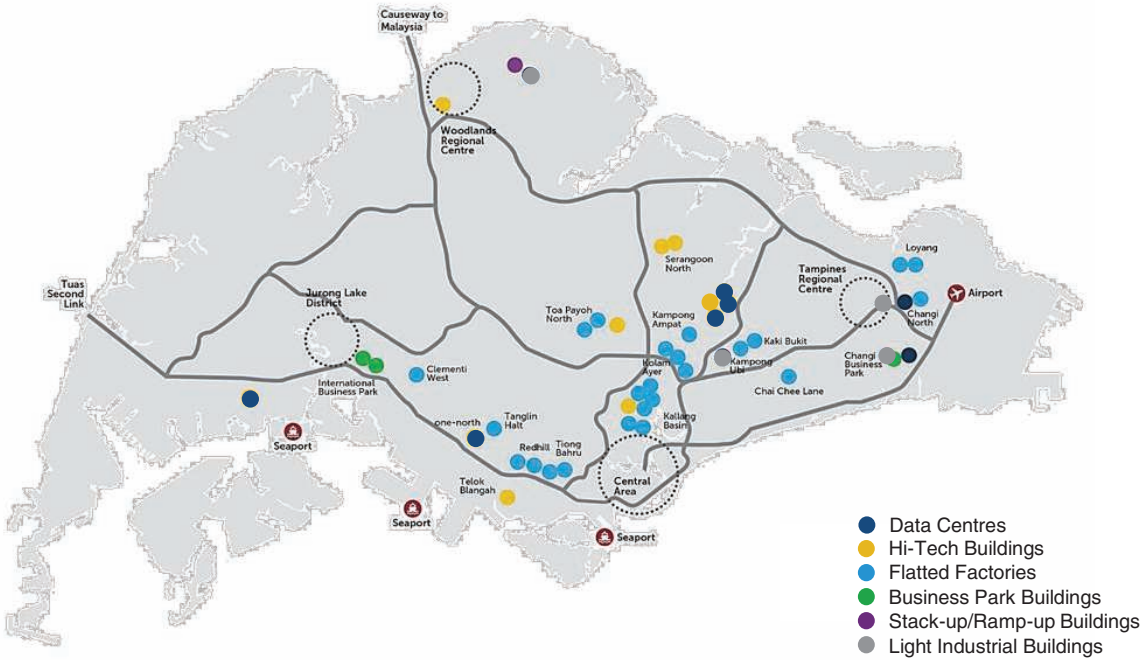 Causeway to
Malaysia
Woodlands
Regional
Centre
Loyang
Serangoon
North
Tampines
Regional
Centre
Airport
Tuas
Second
Link
Jurong Lake
District
Toa Payoh
North
Kampong
Ampat
Changi
North
Kaki Bukit
Kolam
Ayer
Kampong
Ubi
Changi
Business
Park
Clementi
West
International
Business Park
Chai Chee Lane
one-north
Tanglin
Halt
Kallang
Basin
Seaport
Redhill
Tiong
Bahru
Telok
Blangah
Central
Area
Seaport
Seaport
Data Centres
Hi-Tech Buildings
Flatted Factories
Business Park Buildings
Stack-up/Ramp-up Buildings
Light Industrial Buildings